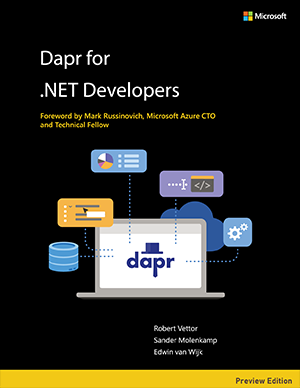 Microsoft
Dapr for
.NET Developers
Foreword by Mark Russinovich, Microsoft Azure CTO
and Technical Fellow
</>
dapr
Robert Vettor
Sander Molenkamp
Edwin van Wijk
Preview Edition